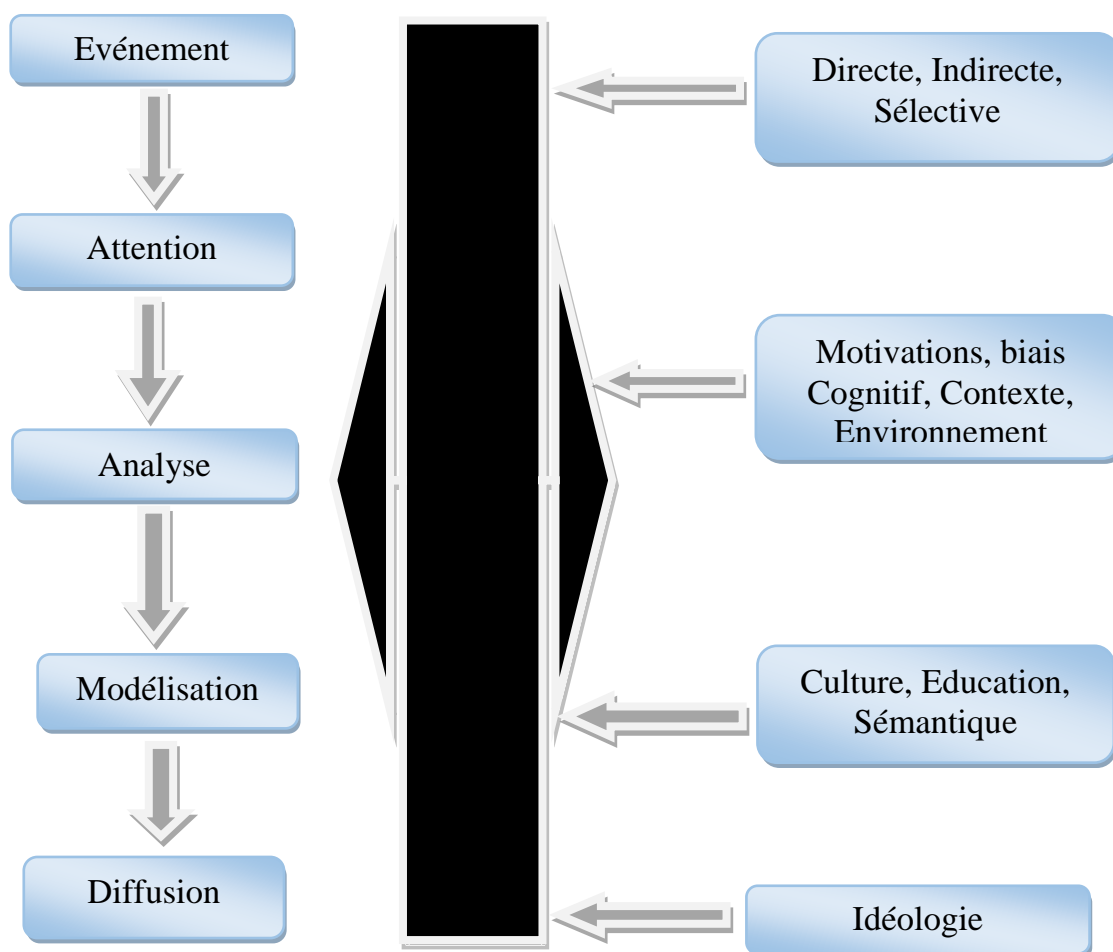 Evénement
Attention
Analyse
Modélisation
Diffusion
Directe, Indirecte,
Sélective
Motivations, biais
Cognitif, Contexte,
Environnement
Culture, Education,
Sémantique
Idéologie